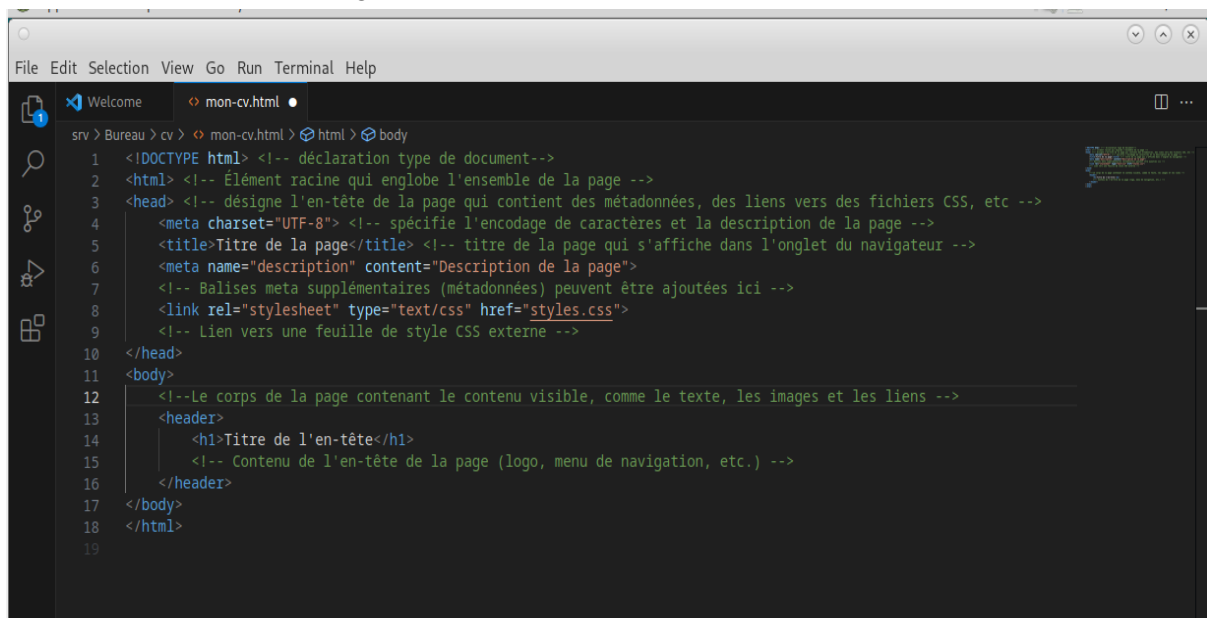 File Edit Selection View Go Run Terminal Help
1 Welcome <> mon-cv.html ● ···
srv > Bureau > cv > <> mon-cv.html > html > body
1 <!DOCTYPE html> <!-- déclaration type de document-->
2 <html> <!-- Élément racine qui englobe l'ensemble de la page -->
3 <head> <!-- désigne l'en-tête de la page qui contient des métadonnées, des liens vers des fichiers CSS, etc -->
4 <meta charset="UTF-8"> <!-- spécifie l'encodage de caractères et la description de la page -->
5 <title>Titre de la page</title> <!-- titre de la page qui s'affiche dans l'onglet du navigateur -->
6 <meta name="description" content="Description de la page">
7 <!-- Balises meta supplémentaires (métadonnées) peuvent être ajoutées ici -->
8 <link rel="stylesheet" type="text/css" href="styles.css">
9 <!-- Lien vers une feuille de style CSS externe -->
10 </head>
11 <body>
12 <!--Le corps de la page contenant le contenu visible, comme le texte, les images et les liens -->
13 <header>
14 <h1>Titre de l'en-tête</h1>
15 <!-- Contenu de l'en-tête de la page (logo, menu de navigation, etc.) -->
16 </header>
17 </body>
18 </html>
19